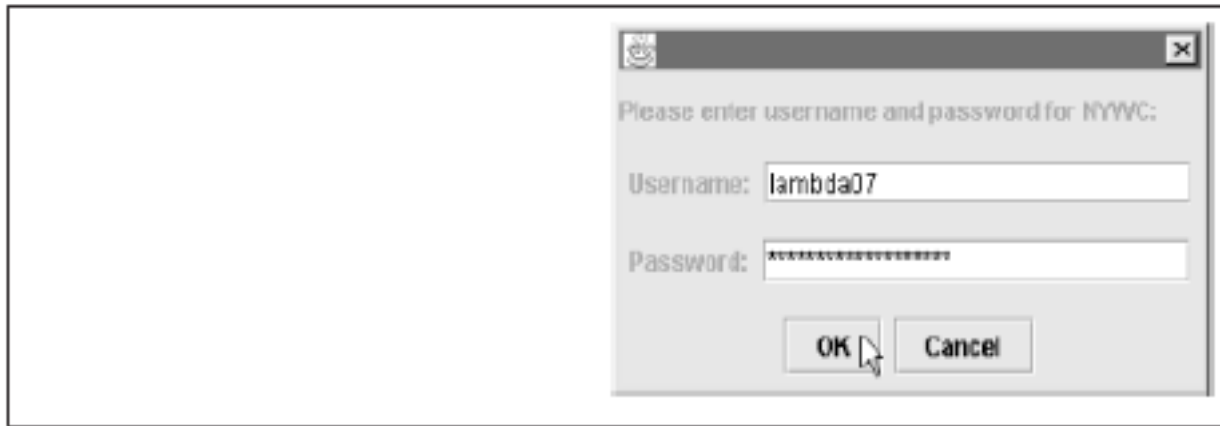 Please enter username and password for NYWC:
Username: lambda07
Password: *******************
OK Cancel